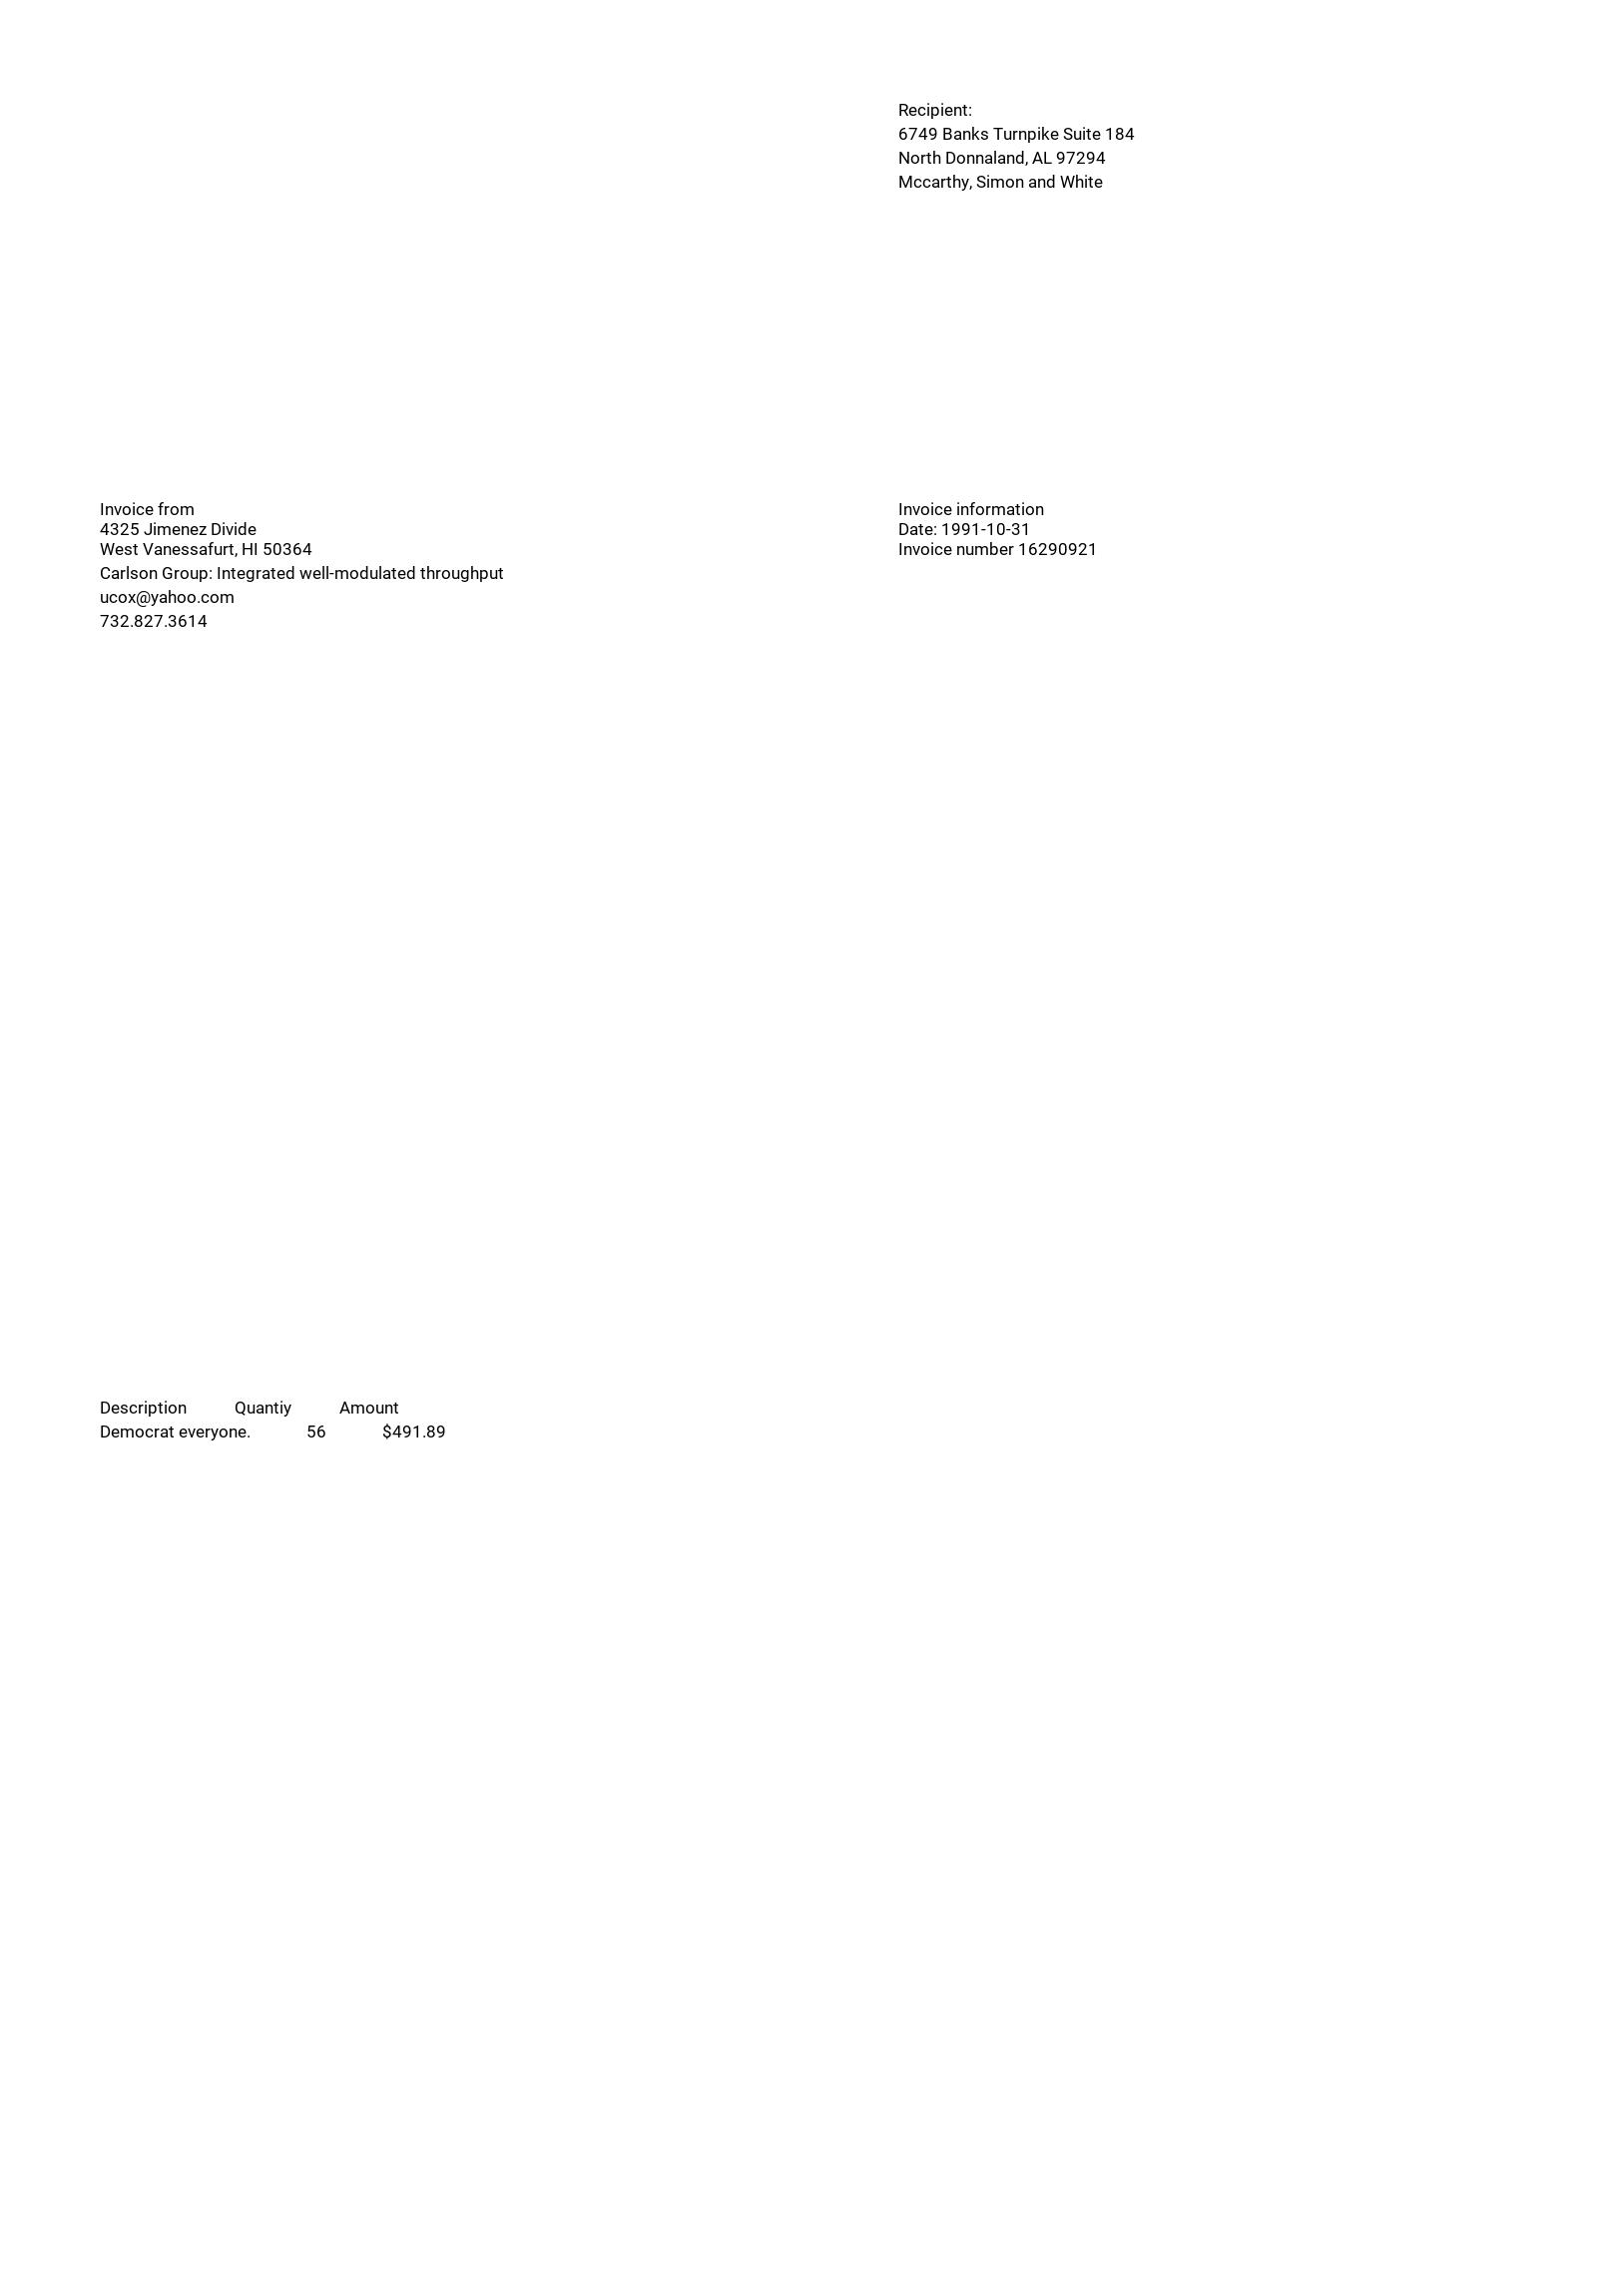 Recipient:
6749 Banks Turnpike Suite 184
North Donnaland, AL 97294
Mccarthy, Simon and White
Invoice from
4325 Jimenez Divide
West Vanessafurt, HI 50364
Carlson Group: Integrated well-modulated throughput
ucox@yahoo.com
732.827.3614
Invoice information
Date: 1991-10-31
Invoice number 16290921
Description Quantiy Amount
Democrat everyone. 56 $491.89